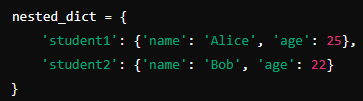 nested_dict = {
    'student1': {'name': 'Alice', 'age': 25},
    'student2': {'name': 'Bob', 'age': 22}
}